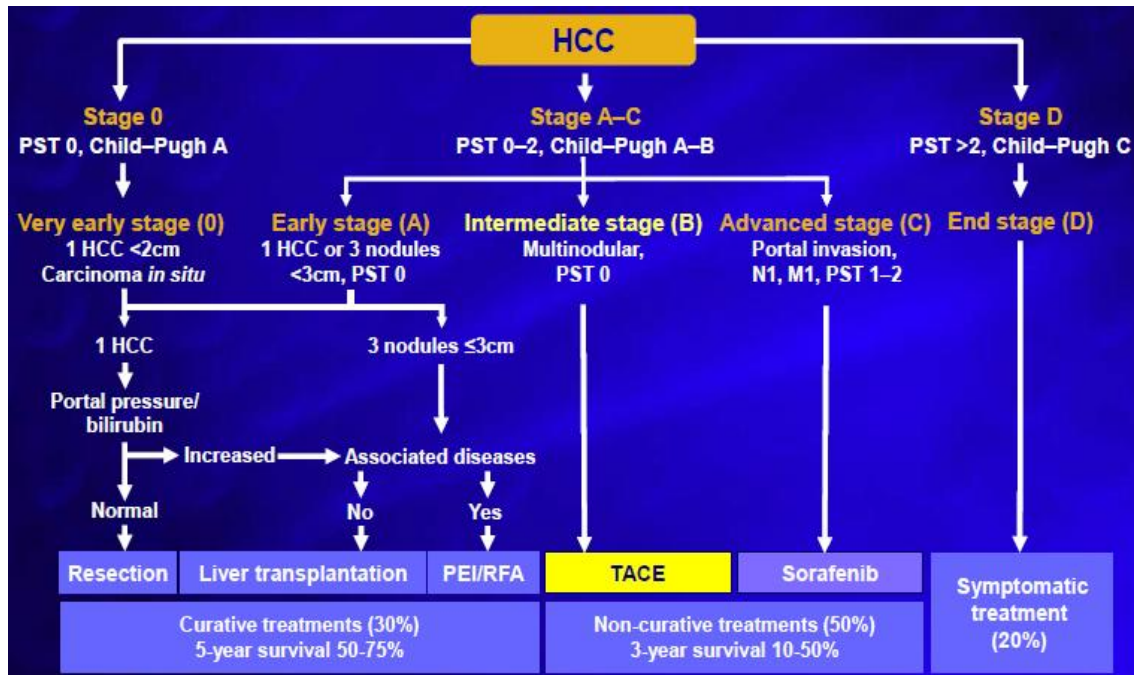 HCC
Stage 0
PST 0, Child–Pugh A
Stage A–C
PST 0–2, Child–Pugh A–B
Stage D
PST >2, Child–Pugh C
Very early stage (0)
1 HCC <2cm
Carcinoma in situ
Early stage (A)
1 HCC or 3 nodules
<3cm, PST 0
Intermediate stage (B)
Multinodular,
PST 0
Advanced stage (C)
Portal invasion,
N1, M1, PST 1–2
End stage (D)
1 HCC
3 nodules ≤3cm
Portal pressure/
bilirubin
Increased
Associated diseases
Normal
No
Yes
Resection
Liver transplantation
PEI/RFA
TACE
Sorafenib
Symptomatic
treatment
(20%)
Curative treatments (30%)
5-year survival 50-75%
Non-curative treatments (50%)
3-year survival 10-50%